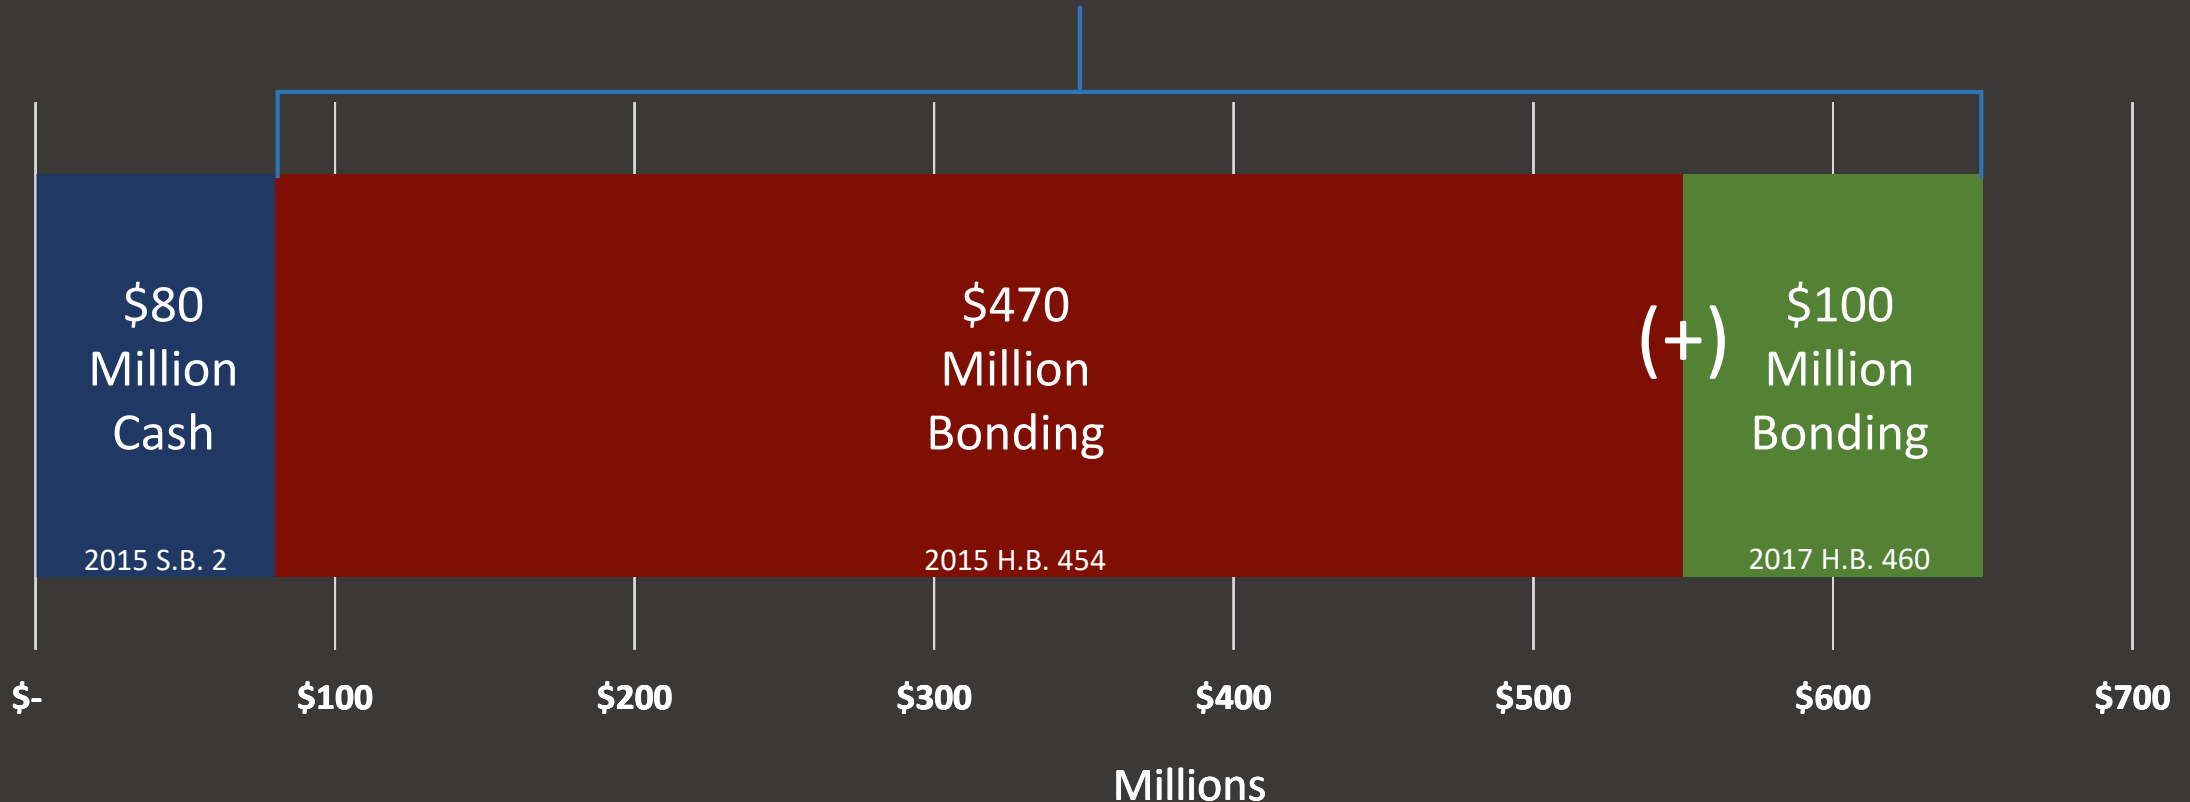 $80
Million
Cash
2015 S.B. 2
$470
Million
Bonding
2015 H.B. 454
(+)
$100
Million
Bonding
2017 H.B. 460
$- $100 $200 $300 $400 $500 $600 $700
Millions